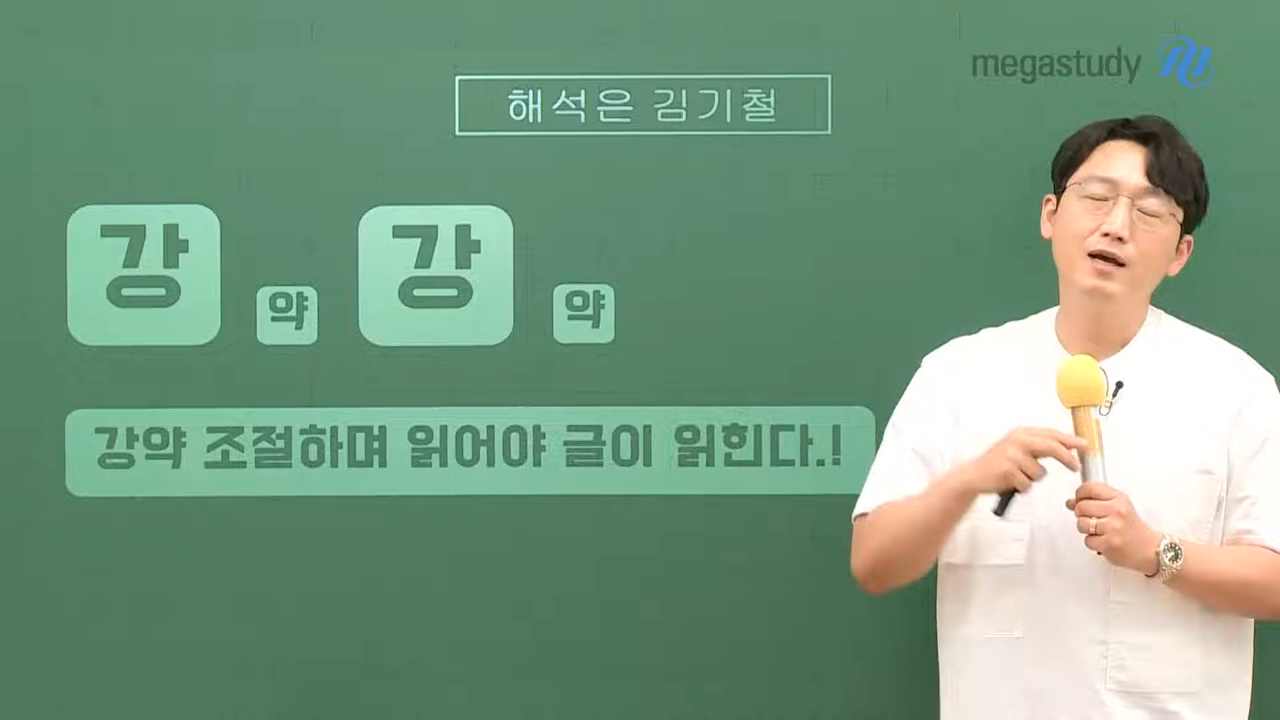 megastudy
해석은 김기철
강 약 강 약
강약 조절하며 읽어야 글이 읽힌다.!